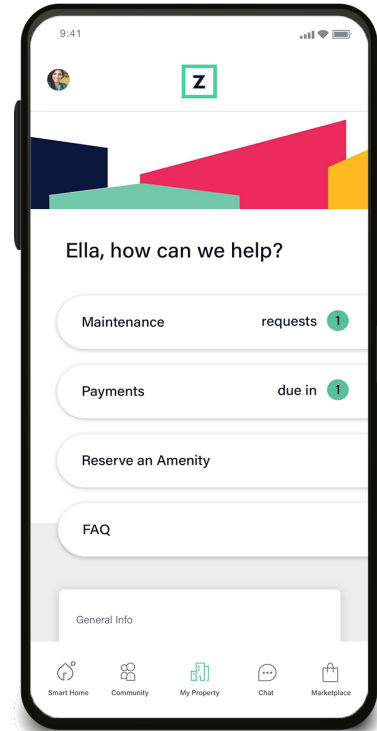 9:41
Z
Ella, how can we help?
Maintenance requests 1
Payments due in 1
Reserve an Amenity
FAQ
General Info
Smart Home Community My Property Chat Marketplace